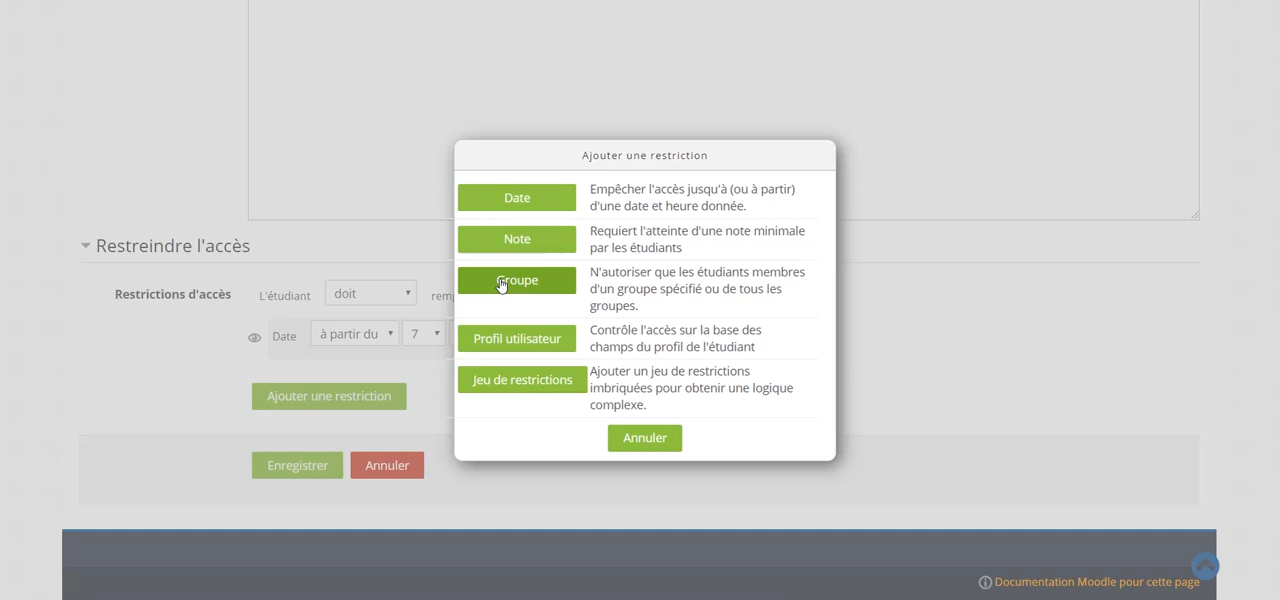 Ajouter une restriction
Date
Empêcher l'accès jusqu'à (ou à partir)
d'une date et heure donnée.
Note
Requiert l'atteinte d'une note minimale
par les étudiants
Groupe
N'autoriser que les étudiants membres
d'un groupe spécifié ou de tous les
groupes.
Profil utilisateur
Contrôle l'accès sur la base des
champs du profil de l'étudiant
Jeu de restrictions
Ajouter un jeu de restrictions
imbriquées pour obtenir une logique
complexe.
Annuler
Restreindre l'accès
Restrictions d'accès L'étudiant doit
Date à partir du 7
Ajouter une restriction
Enregistrer Annuler
Documentation Moodle pour cette page